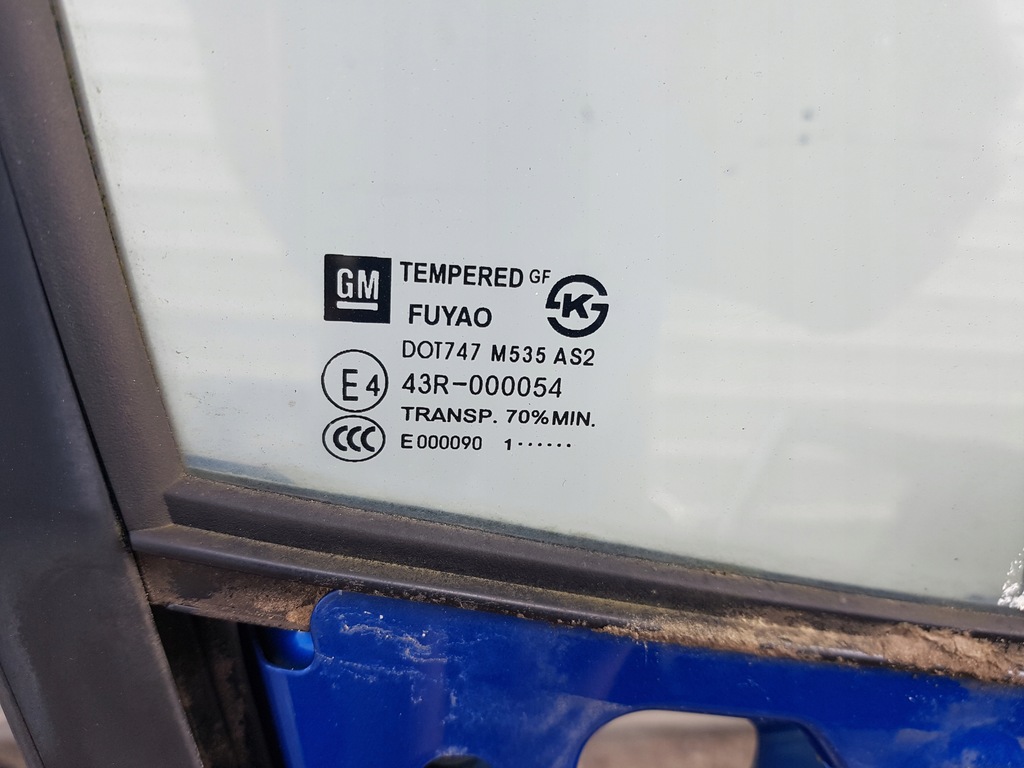 GM TEMPERED GF
K
FUYAO
DOT747 M535 AS2
E4 43R-000054
TRANSP. 70%MIN.
CCC E000090 1······